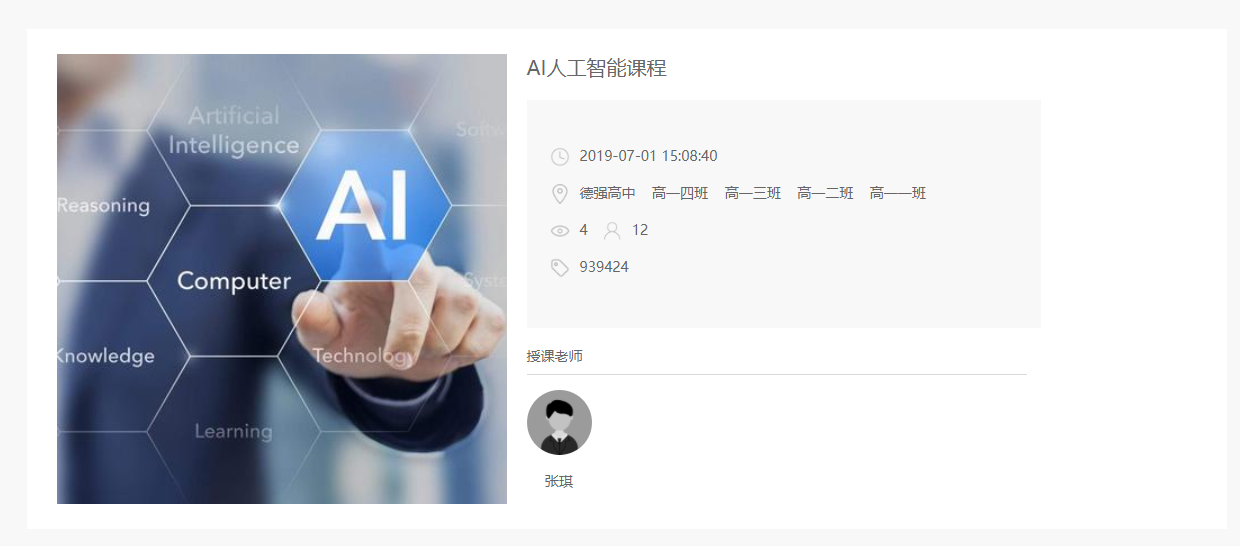 Artificial
Intelligence
Softw
AI
Reasoning
Computer
Syste
Knowledge
Technology
Learning
AI人工智能课程
2019-07-01 15:08:40
德强高中 高一四班 高一三班 高一二班 高一一班
4 12
939424
授课老师
张琪